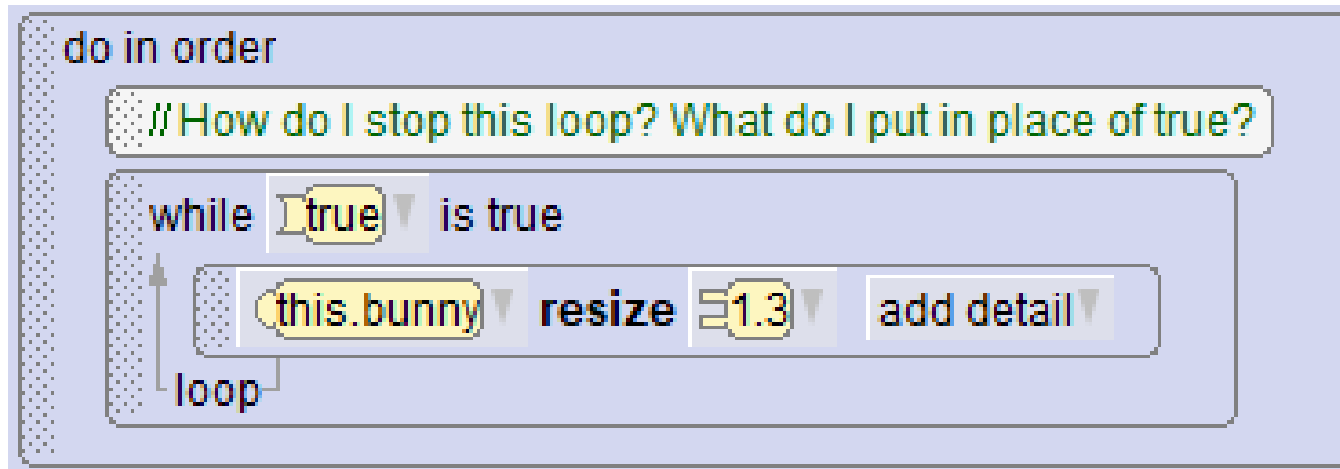 do in order
// How do I stop this loop? What do I put in place of true?
while true is true
this.bunny resize 1.3 add detail
loop